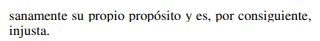 sanamente su propio propósito y es, por consiguiente,
injusta.